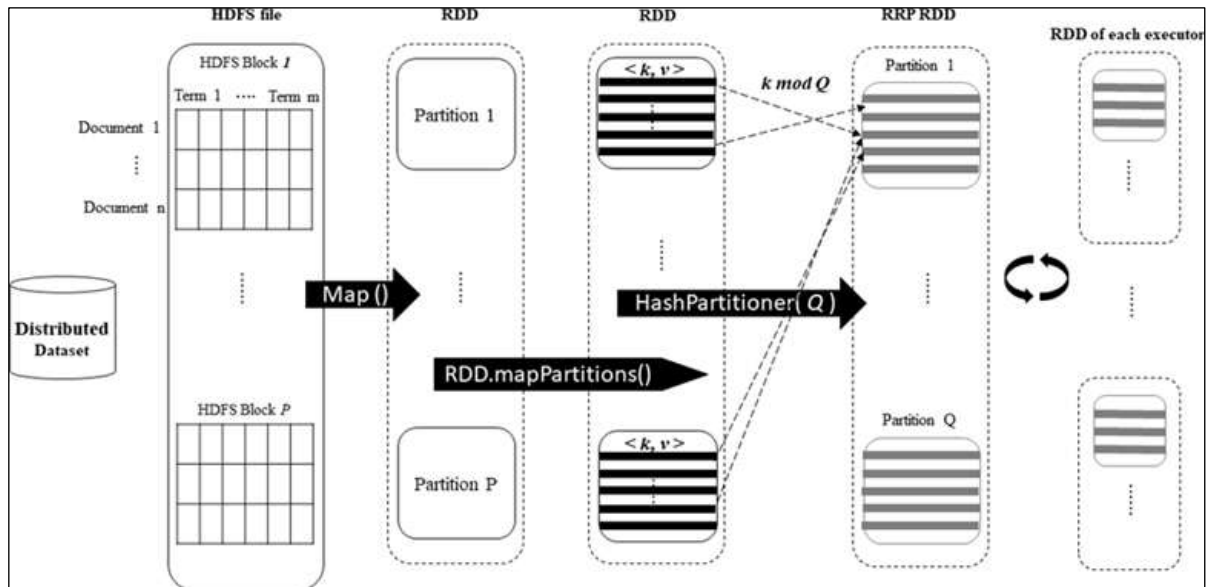 HDFS file
RDD
RDD
RRP RDD
RDD of each executor
HDFS Block 1
Term 1 .... Term m
Document 1
Document n
Partition 1
< k, v >
k mod Q
Partition 1
Distributed
Dataset
Map ()
HashPartitioner( Q )
RDD.mapPartitions()
HDFS Block P
Partition P
< k, v >
Partition Q